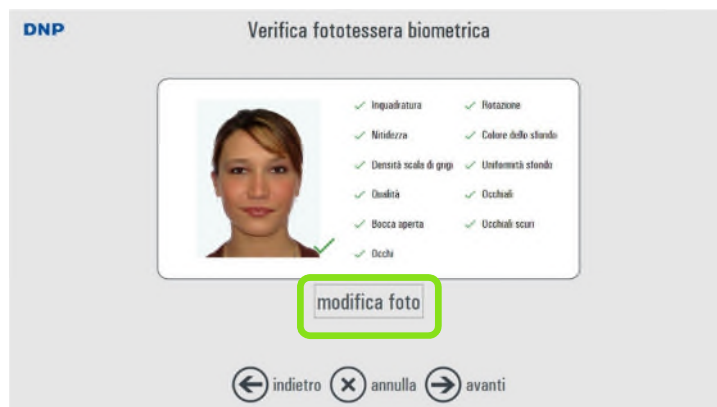 DNP
Verifica fototessera biometrica
Inquadratura
Rotazione
Nitidezza
Colore dello sfondo
Densità scala di grigi
Uniformità sfondo
Qualità
Occhiali
Bocca aperta
Occhiali scuri
Occhi
modifica foto
indietro annulla avanti